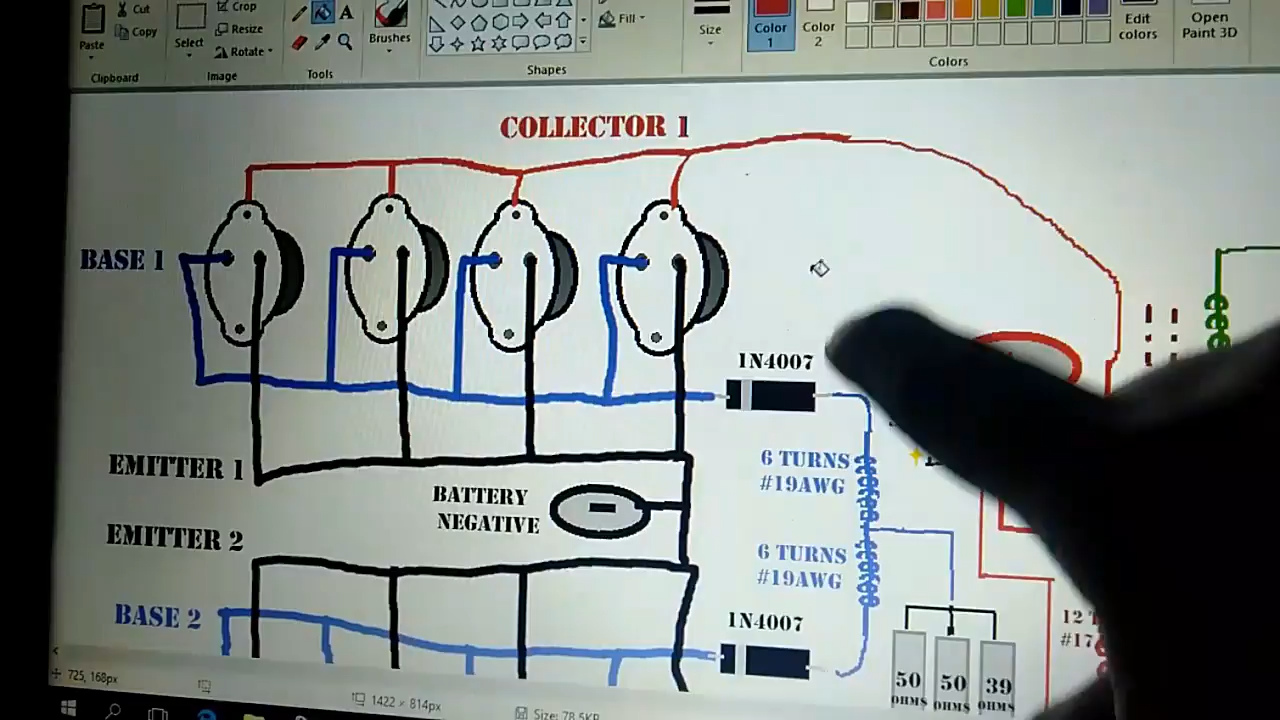 Cut
Copy
Paste
Clipboard
Select
Crop
Resize
Rotate
Image
A
Tools
Brushes
Shapes
Fill
Size
Color 1
Color 2
Colors
Edit colors
Open Paint 3D
COLLECTOR 1
BASE 1
1N4007
EMITTER 1
6 TURNS
#19AWG
BATTERY
NEGATIVE
EMITTER 2
6 TURNS
#19AWG
BASE 2
1N4007
12
#17
50
OHMS
50
OHMS
39
OHMS
725, 168px
1422 × 814px
Size: 78.5KB